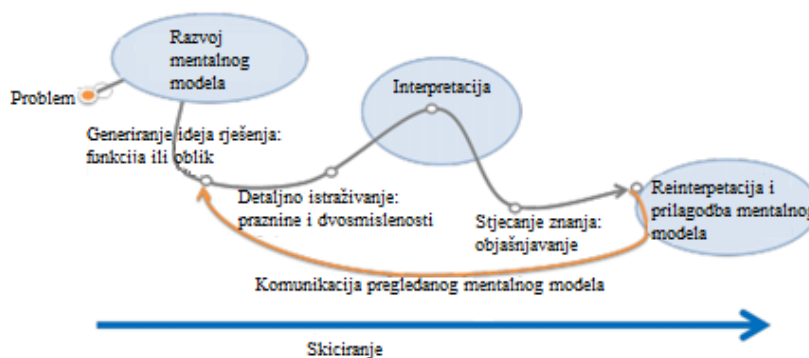 Razvoj
mentalnog
modela
Problem
Interpretacija
Generiranje ideja rješenja:
funkcija ili oblik
Detaljno istraživanje:
praznine i dvosmislenosti
Stjecanje znanja:
objašnjavanje
Reinterpetacija i
prilagodba mentalnog
modela
Komunikacija pregledanog mentalnog modela
Skiciranje